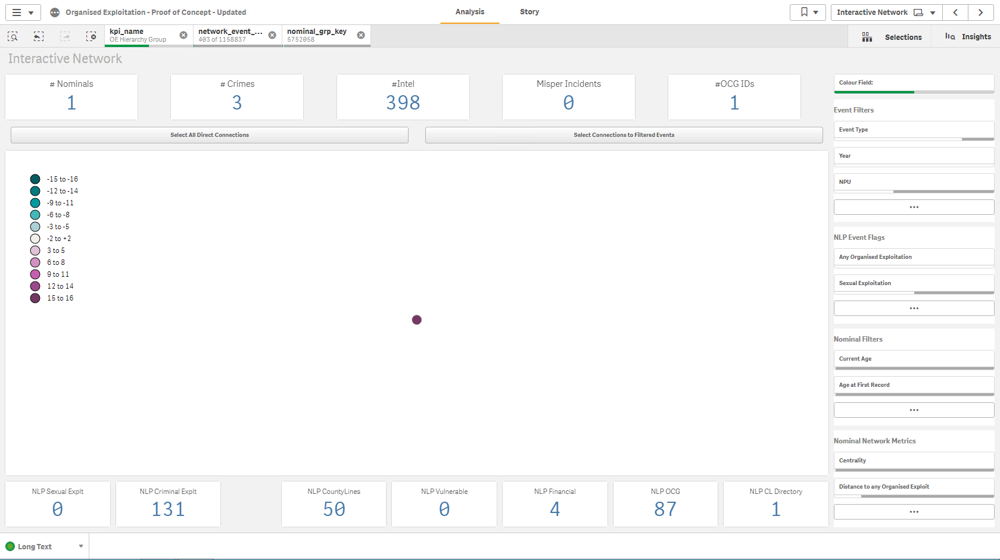 Organised Exploitation - Proof of Concept - Updated
Analysis
Story
Interactive Network
kpi_name
OE Hierarchy Group
network_event_...
403 of 1158837
nominal_grp_key
5752058
Selections
Insights
Interactive Network
# Nominals
1
# Crimes
3
#Intel
398
Misper Incidents
0
#OCG IDs
1
Select All Direct Connections
Select Connections to Filtered Events
-15 to -16
-12 to -14
-9 to -11
-6 to -8
-3 to -5
-2 to +2
3 to 5
6 to 8
9 to 11
12 to 14
15 to 16
Colour Field:
Event Filters
Event Type
Year
NPU
...
NLP Event Flags
Any Organised Exploitation
Sexual Exploitation
...
Nominal Filters
Current Age
Age at First Record
...
Nominal Network Metrics
Centrality
Distance to any Organised Exploit
...
NLP Sexual Explt
0
NLP Criminal Explt
131
NLP CountyLines
50
NLP Vulnerable
0
NLP Financial
4
NLP OCG
87
NLP CL Directory
1
Long Text